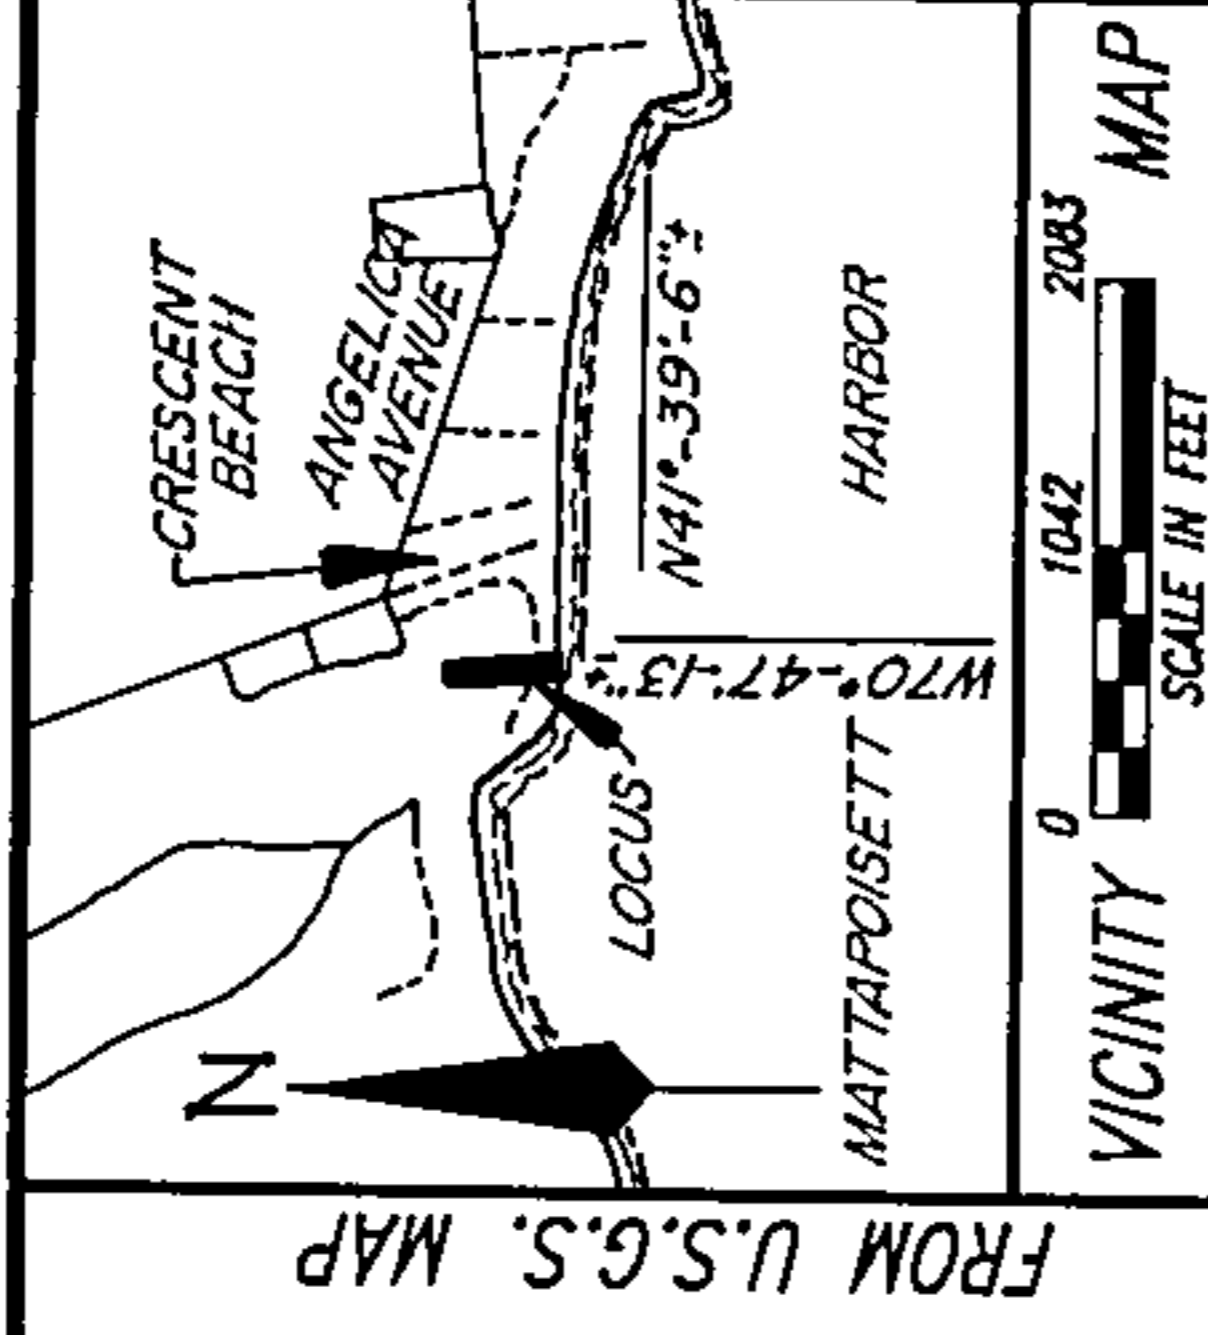 CRESCENT
BEACH
ANGELICA
AVENUE
N
N41°-39'-6"±
W70°-47'-13"±
LOCUS
MATTAPOISETT HARBOR
0 1042 2083
SCALE IN FEET
VICINITY MAP
FROM U.S.G.S. MAP